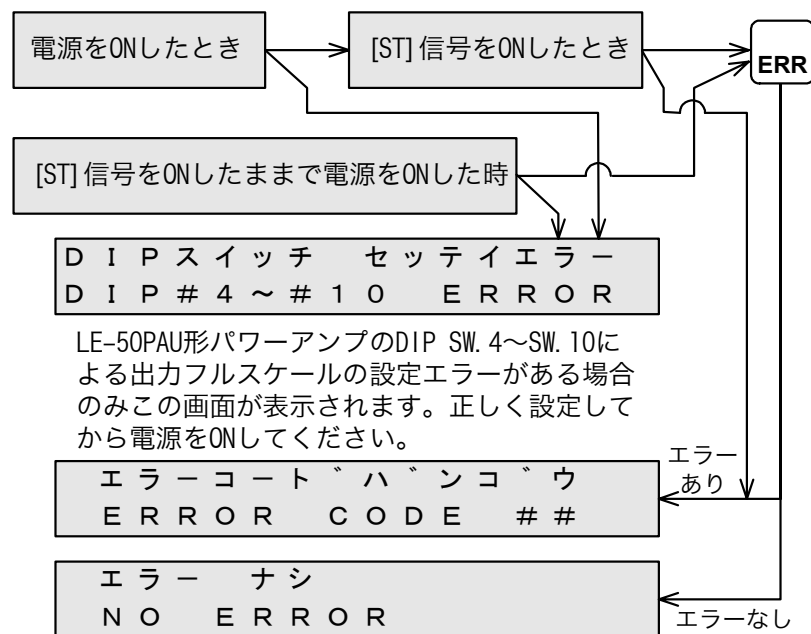 電源をONしたとき
[ST]信号をONしたとき
ERR
[ST]信号をONしたままで電源をONした時
DIPスイッチ　セッテイエラー
DIP#4～#10　ERROR
LE-50PAU形パワーアンプのDIP SW.4～SW.10に
よる出力フルスケールの設定エラーがある場合
のみこの画面が表示されます。正しく設定して
から電源をONしてください。
エラー
あり
エラーコート゛ハ゛ンコ゛ウ
ERROR　CODE　##
エラー　ナシ
NO　ERROR
エラーなし